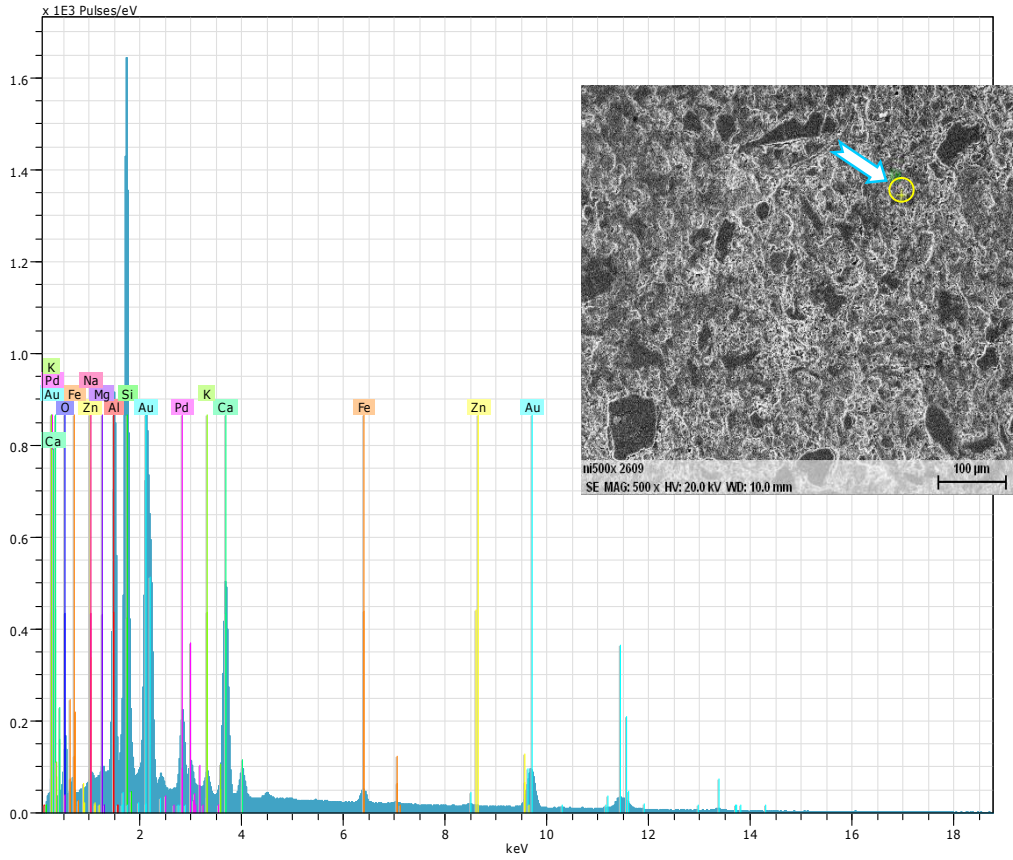 x 1E3 Pulses/eV
1.6
1.4
1.2
1.0
0.8
0.6
0.4
0.2
0.0
K
Pd Na
Au Fe Mg Si K
O Zn Al Au Pd Ca Fe Zn Au
Ca
ni500x 2609
SE MAG: 500 x HV: 20.0 kV WD: 10.0 mm
100 µm
2 4 6 8 10 12 14 16 18
keV